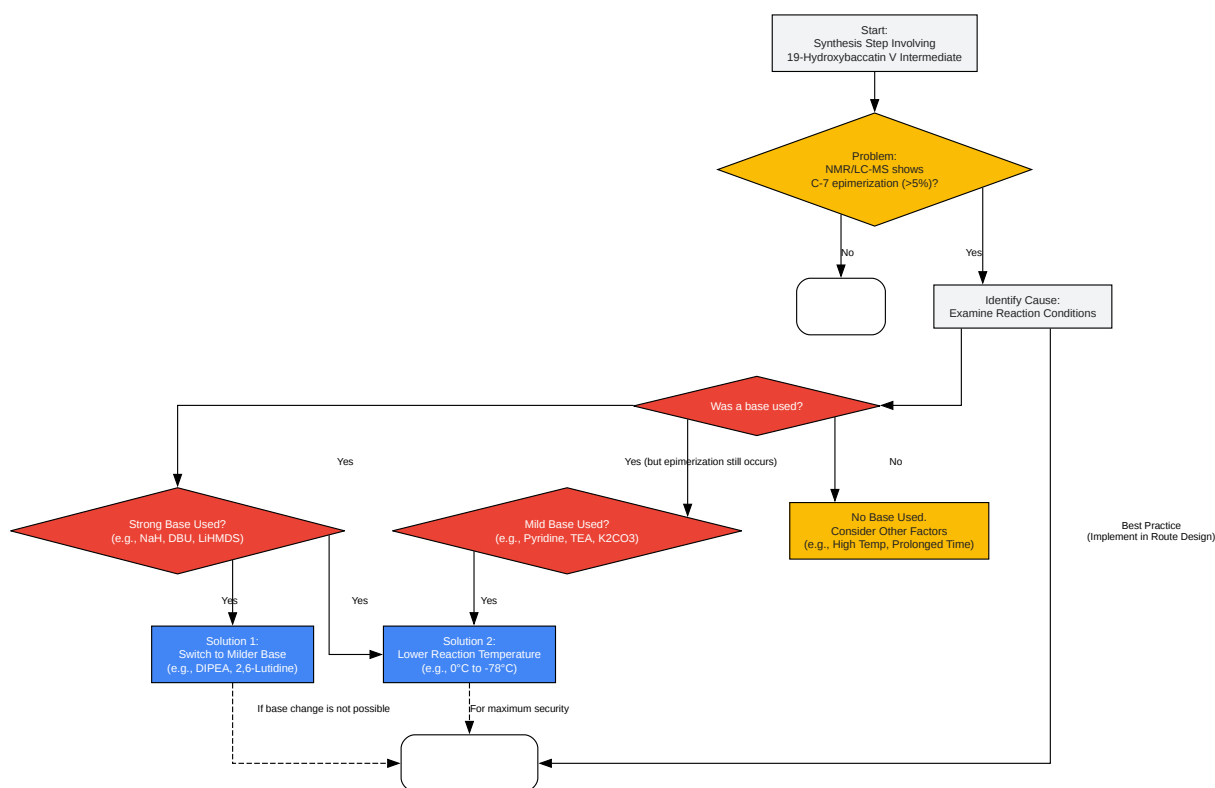 Start:
Synthesis Step Involving
19-Hydroxybaccatin V Intermediate
Problem:
NMR/LC-MS shows
C-7 epimerization (>5%)?
No
Yes
Identify Cause:
Examine Reaction Conditions
Was a base used?
Yes
Yes (but epimerization still occurs)
No
Strong Base Used?
(e.g., NaH, DBU, LiHMDS)
Mild Base Used?
(e.g., Pyridine, TEA, K2CO3)
No Base Used.
Consider Other Factors
(e.g., High Temp, Prolonged Time)
Best Practice
(Implement in Route Design)
Yes
Yes
Yes
Solution 1:
Switch to Milder Base
(e.g., DIPEA, 2,6-Lutidine)
Solution 2:
Lower Reaction Temperature
(e.g., 0°C to -78°C)
If base change is not possible
For maximum security